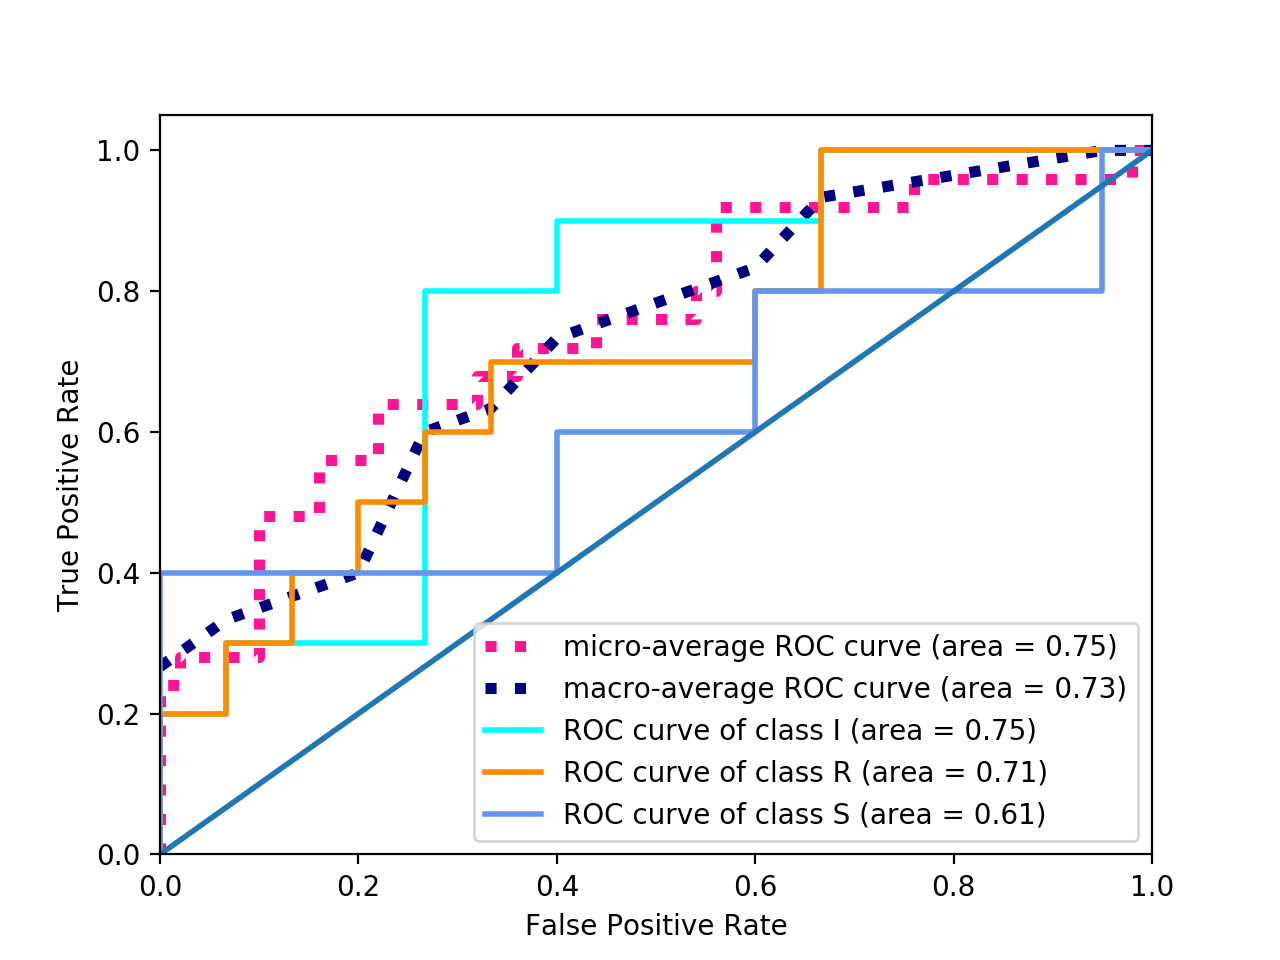 1.0
0.8
0.6
0.4
0.2
0.0
True Positive Rate
micro-average ROC curve (area = 0.75)
macro-average ROC curve (area = 0.73)
ROC curve of class I (area = 0.75)
ROC curve of class R (area = 0.71)
ROC curve of class S (area = 0.61)
0.0 0.2 0.4 0.6 0.8 1.0
False Positive Rate